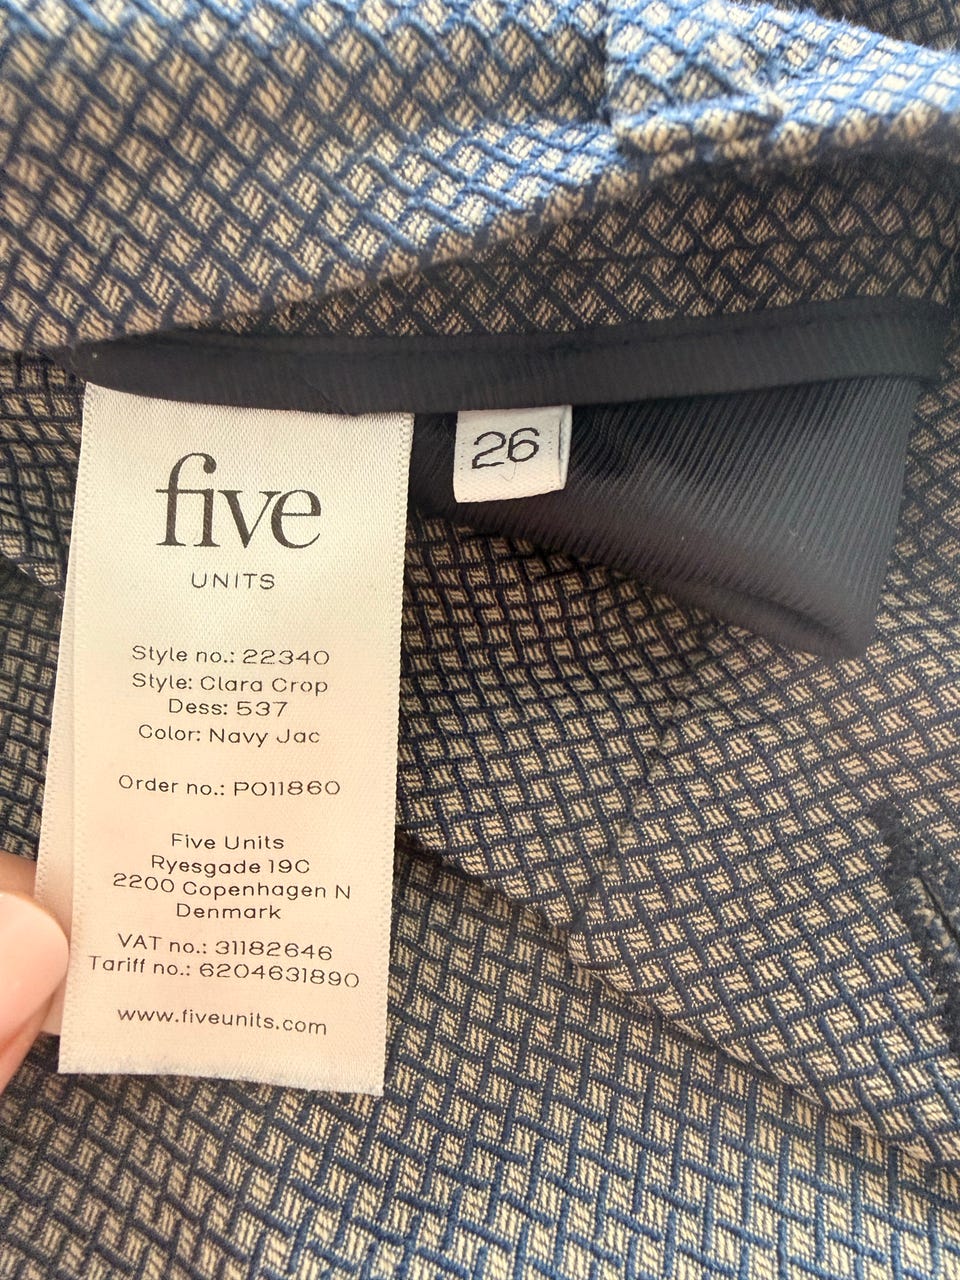 five
UNITS
Style no.: 22340
Style: Clara Crop
Dess: 537
Color: Navy Jac
Order no.: PO11860
Five Units
Ryesgade 19C
2200 Copenhagen N
Denmark
VAT no.: 31182646
Tariff no.: 6204631890
www.fiveunits.com
26